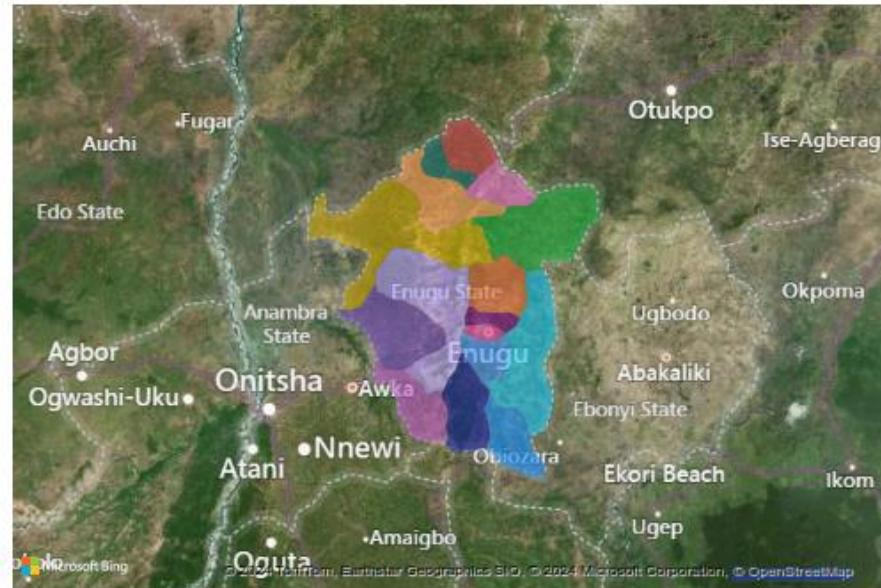 Otukpo
Fugar
Auchi
Tse-Agberag
Edo State
Enugu State
Okpoma
Anambra
State
Ugbodo
Enugu
Agbor
Abakaliki
Onitsha
Awka
Ogwashi-Uku
Ebonyi State
Nnewi
Obiozara
Atani
Ekori Beach
Ikom
Ugep
Amaigbo
Oguta
Microsoft Bing
© 2024 TomTom, Earthstar Geographics SIO, © 2024 Microsoft Corporation, © OpenStreetMap